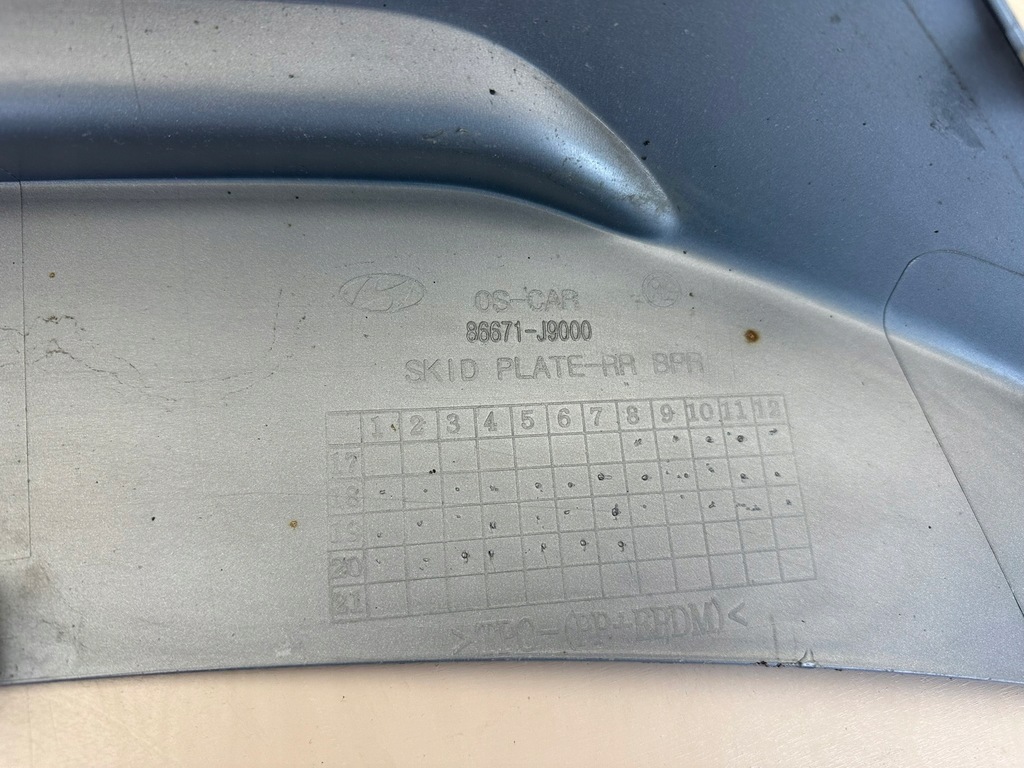 OS-CAR
86671-J9000
SKID PLATE-RR BPR
1 2 3 4 5 6 7 8 9 10 11 12
17
18
19
20
21
>TPO-(PP+EPDM)<